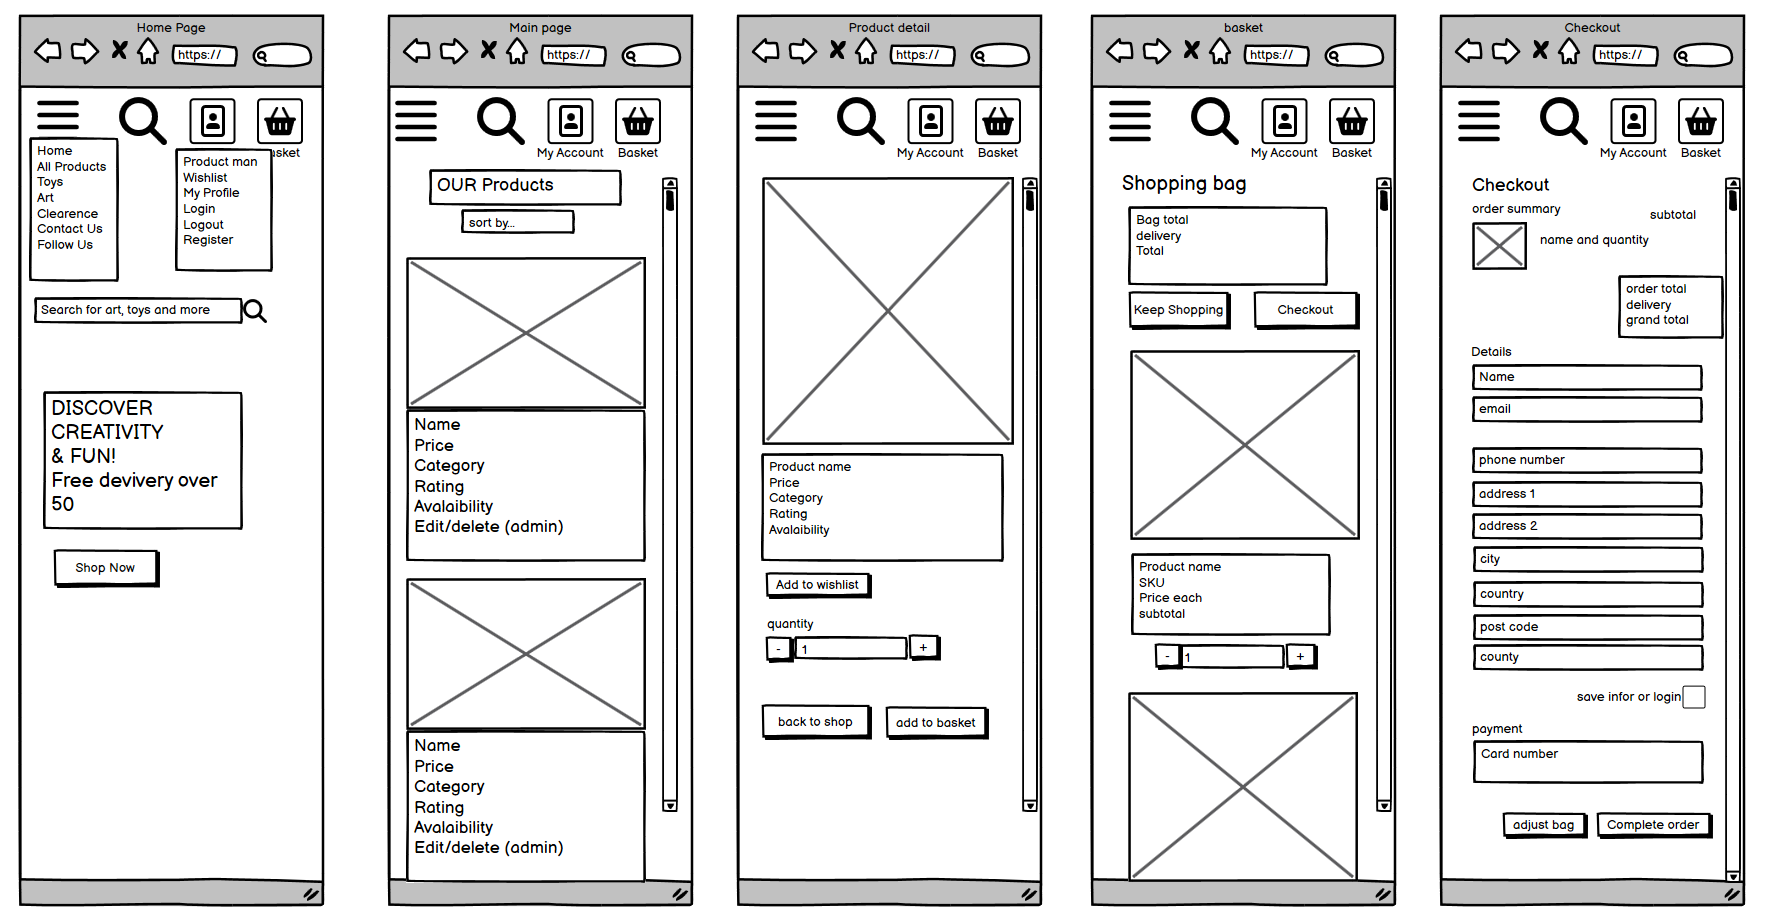 Home Page
https://
Home
All Products
Toys
Art
Clearence
Contact Us
Follow Us
Product man
Wishlist
My Profile
Login
Logout
Register
Search for art, toys and more
DISCOVER
CREATIVITY
& FUN!
Free devivery over
50
Shop Now
Main page
https://
My Account
Basket
OUR Products
sort by...
Name
Price
Category
Rating
Avalaibility
Edit/delete (admin)
Name
Price
Category
Rating
Avalaibility
Edit/delete (admin)
Product detail
https://
My Account
Basket
Product name
Price
Category
Rating
Avalaibility
Add to wishlist
quantity
- 1 +
back to shop
add to basket
basket
https://
My Account
Basket
Shopping bag
Bag total
delivery
Total
Keep Shopping
Checkout
Product name
SKU
Price each
subtotal
- 1 +
Checkout
https://
My Account
Basket
Checkout
order summary
subtotal
name and quantity
order total
delivery
grand total
Details
Name
email
phone number
address 1
address 2
city
country
post code
county
save infor or login
payment
Card number
adjust bag
Complete order